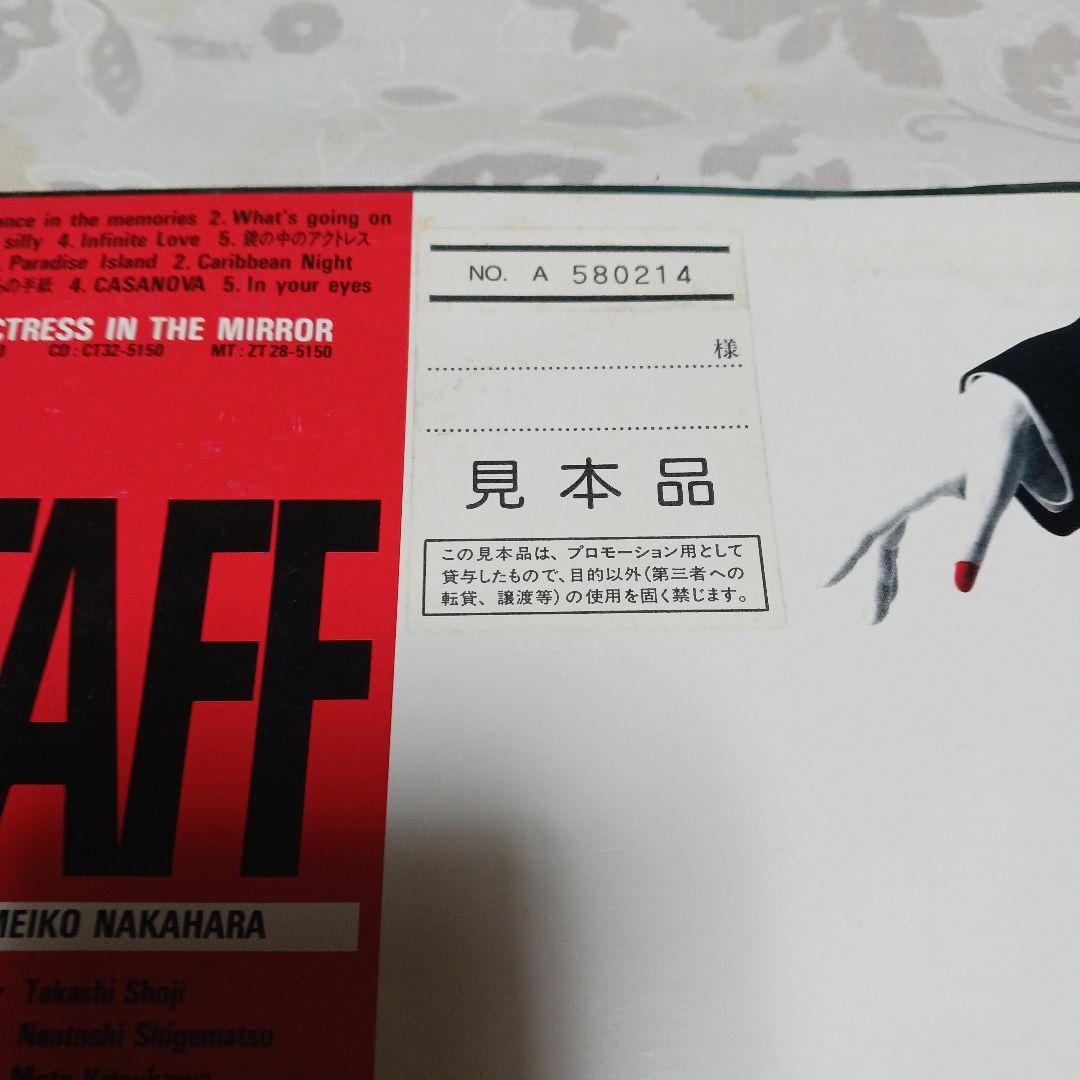 ance in the memories 2. What's going on
silly 4. Infinite Love 5. 鏡の中のアクトレス
. Paradise Island 2. Caribbean Night
の手紙 4. CASANOVA 5. In your eyes
CTRESS IN THE MIRROR
CD : CT32-5150 MT : ZT28-5150
TAFF
MEIKO NAKAHARA
Takashi Shoji
Naotoshi Shigematsu
Moto Kitsukawa
NO. A 580214
様
見本品
この見本品は、プロモーション用として
貸与したもので、目的以外(第三者への
転貸、譲渡等)の使用を固く禁じます。